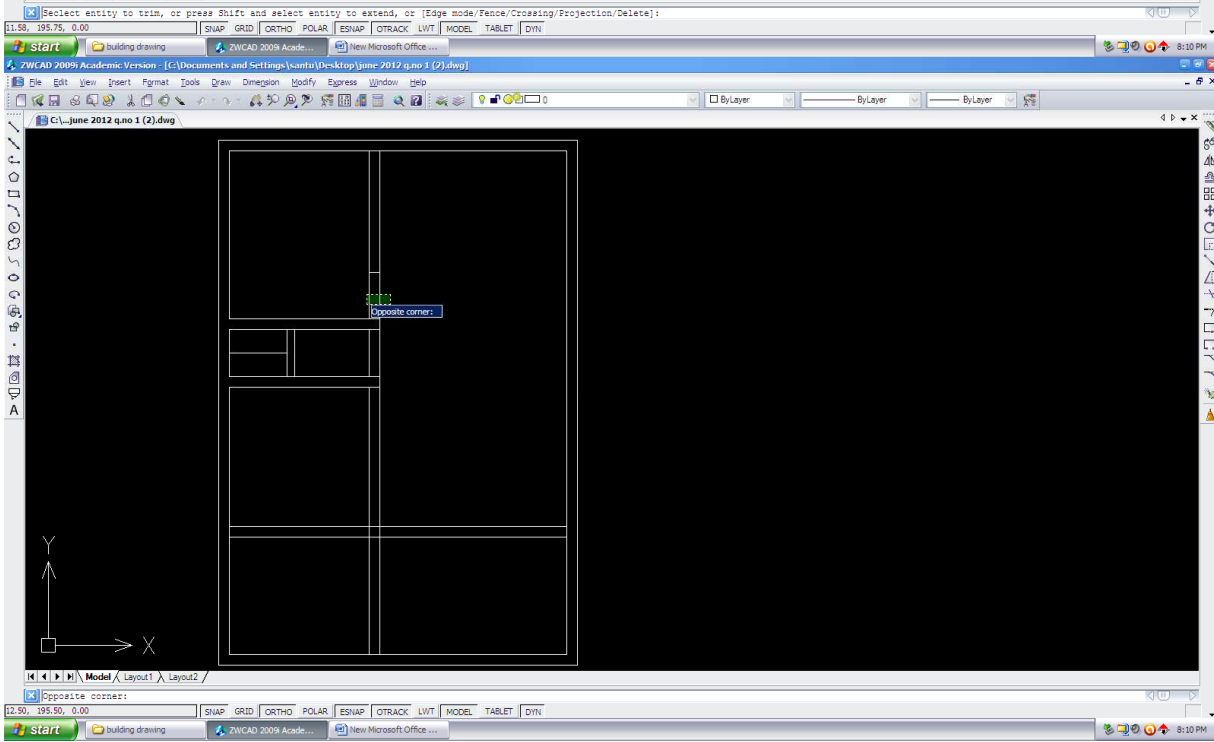 Seclect entity to trim, or press Shift and select entity to extend, or [Edge mode/Fence/Crossing/Projection/Delete]:
11.58, 195.75, 0.00 SNAP GRID ORTHO POLAR ESNAP OTRACK LWT MODEL TABLET DYN
start building drawing ZWCAD 2009i Acade... New Microsoft Office ... 8:10 PM
ZWCAD 2009i Academic Version - [C:\Documents and Settings\santu\Desktop\june 2012 q.no 1 (2).dwg]
File Edit View Insert Format Tools Draw Dimension Modify Express Window Help
0 ByLayer ByLayer ByLayer
C:\...june 2012 q.no 1 (2).dwg
A
Opposite corner:
Y
X
Model Layout1 Layout2
Opposite corner:
12.50, 195.50, 0.00 SNAP GRID ORTHO POLAR ESNAP OTRACK LWT MODEL TABLET DYN
start building drawing ZWCAD 2009i Acade... New Microsoft Office ... 8:10 PM